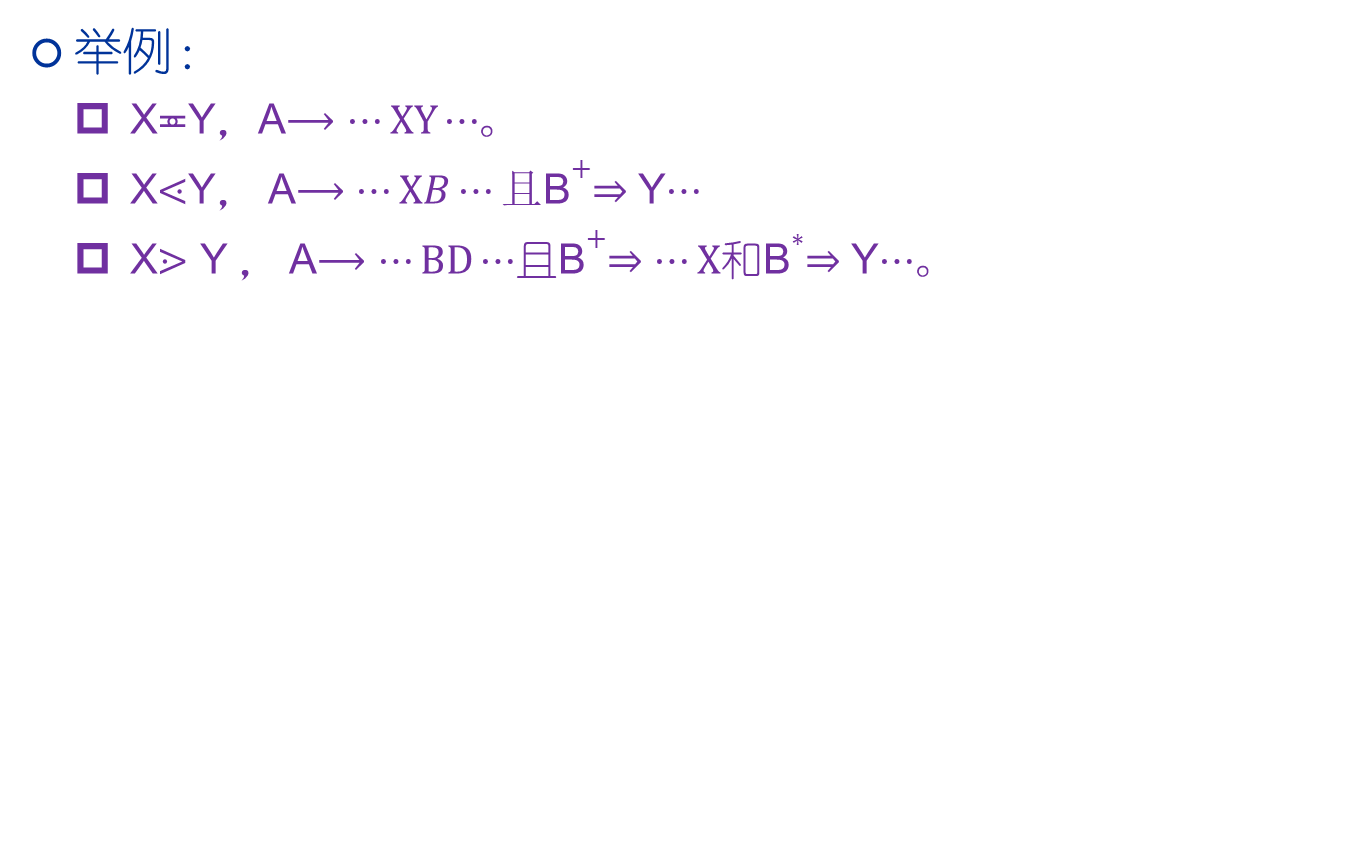 举例：
X≖Y，A⟶ ⋯ XY ⋯。
X⋖Y， A⟶ ⋯ XB ⋯ 且B⁺⇒ Y⋯
X⋗ Y ， A⟶ ⋯ BD ⋯且B⁺⇒ ⋯ X和B*⇒ Y⋯。